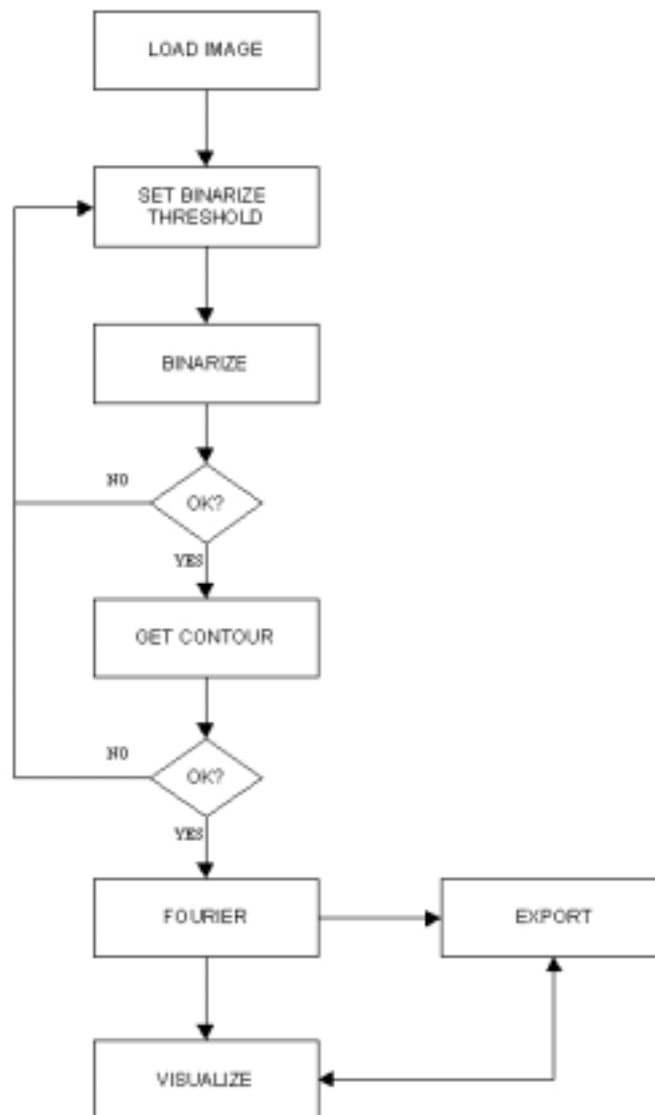 LOAD IMAGE
SET BINARIZE
THRESHOLD
BINARIZE
NO
OK?
YES
GET CONTOUR
NO
OK?
YES
FOURIER
EXPORT
VISUALIZE